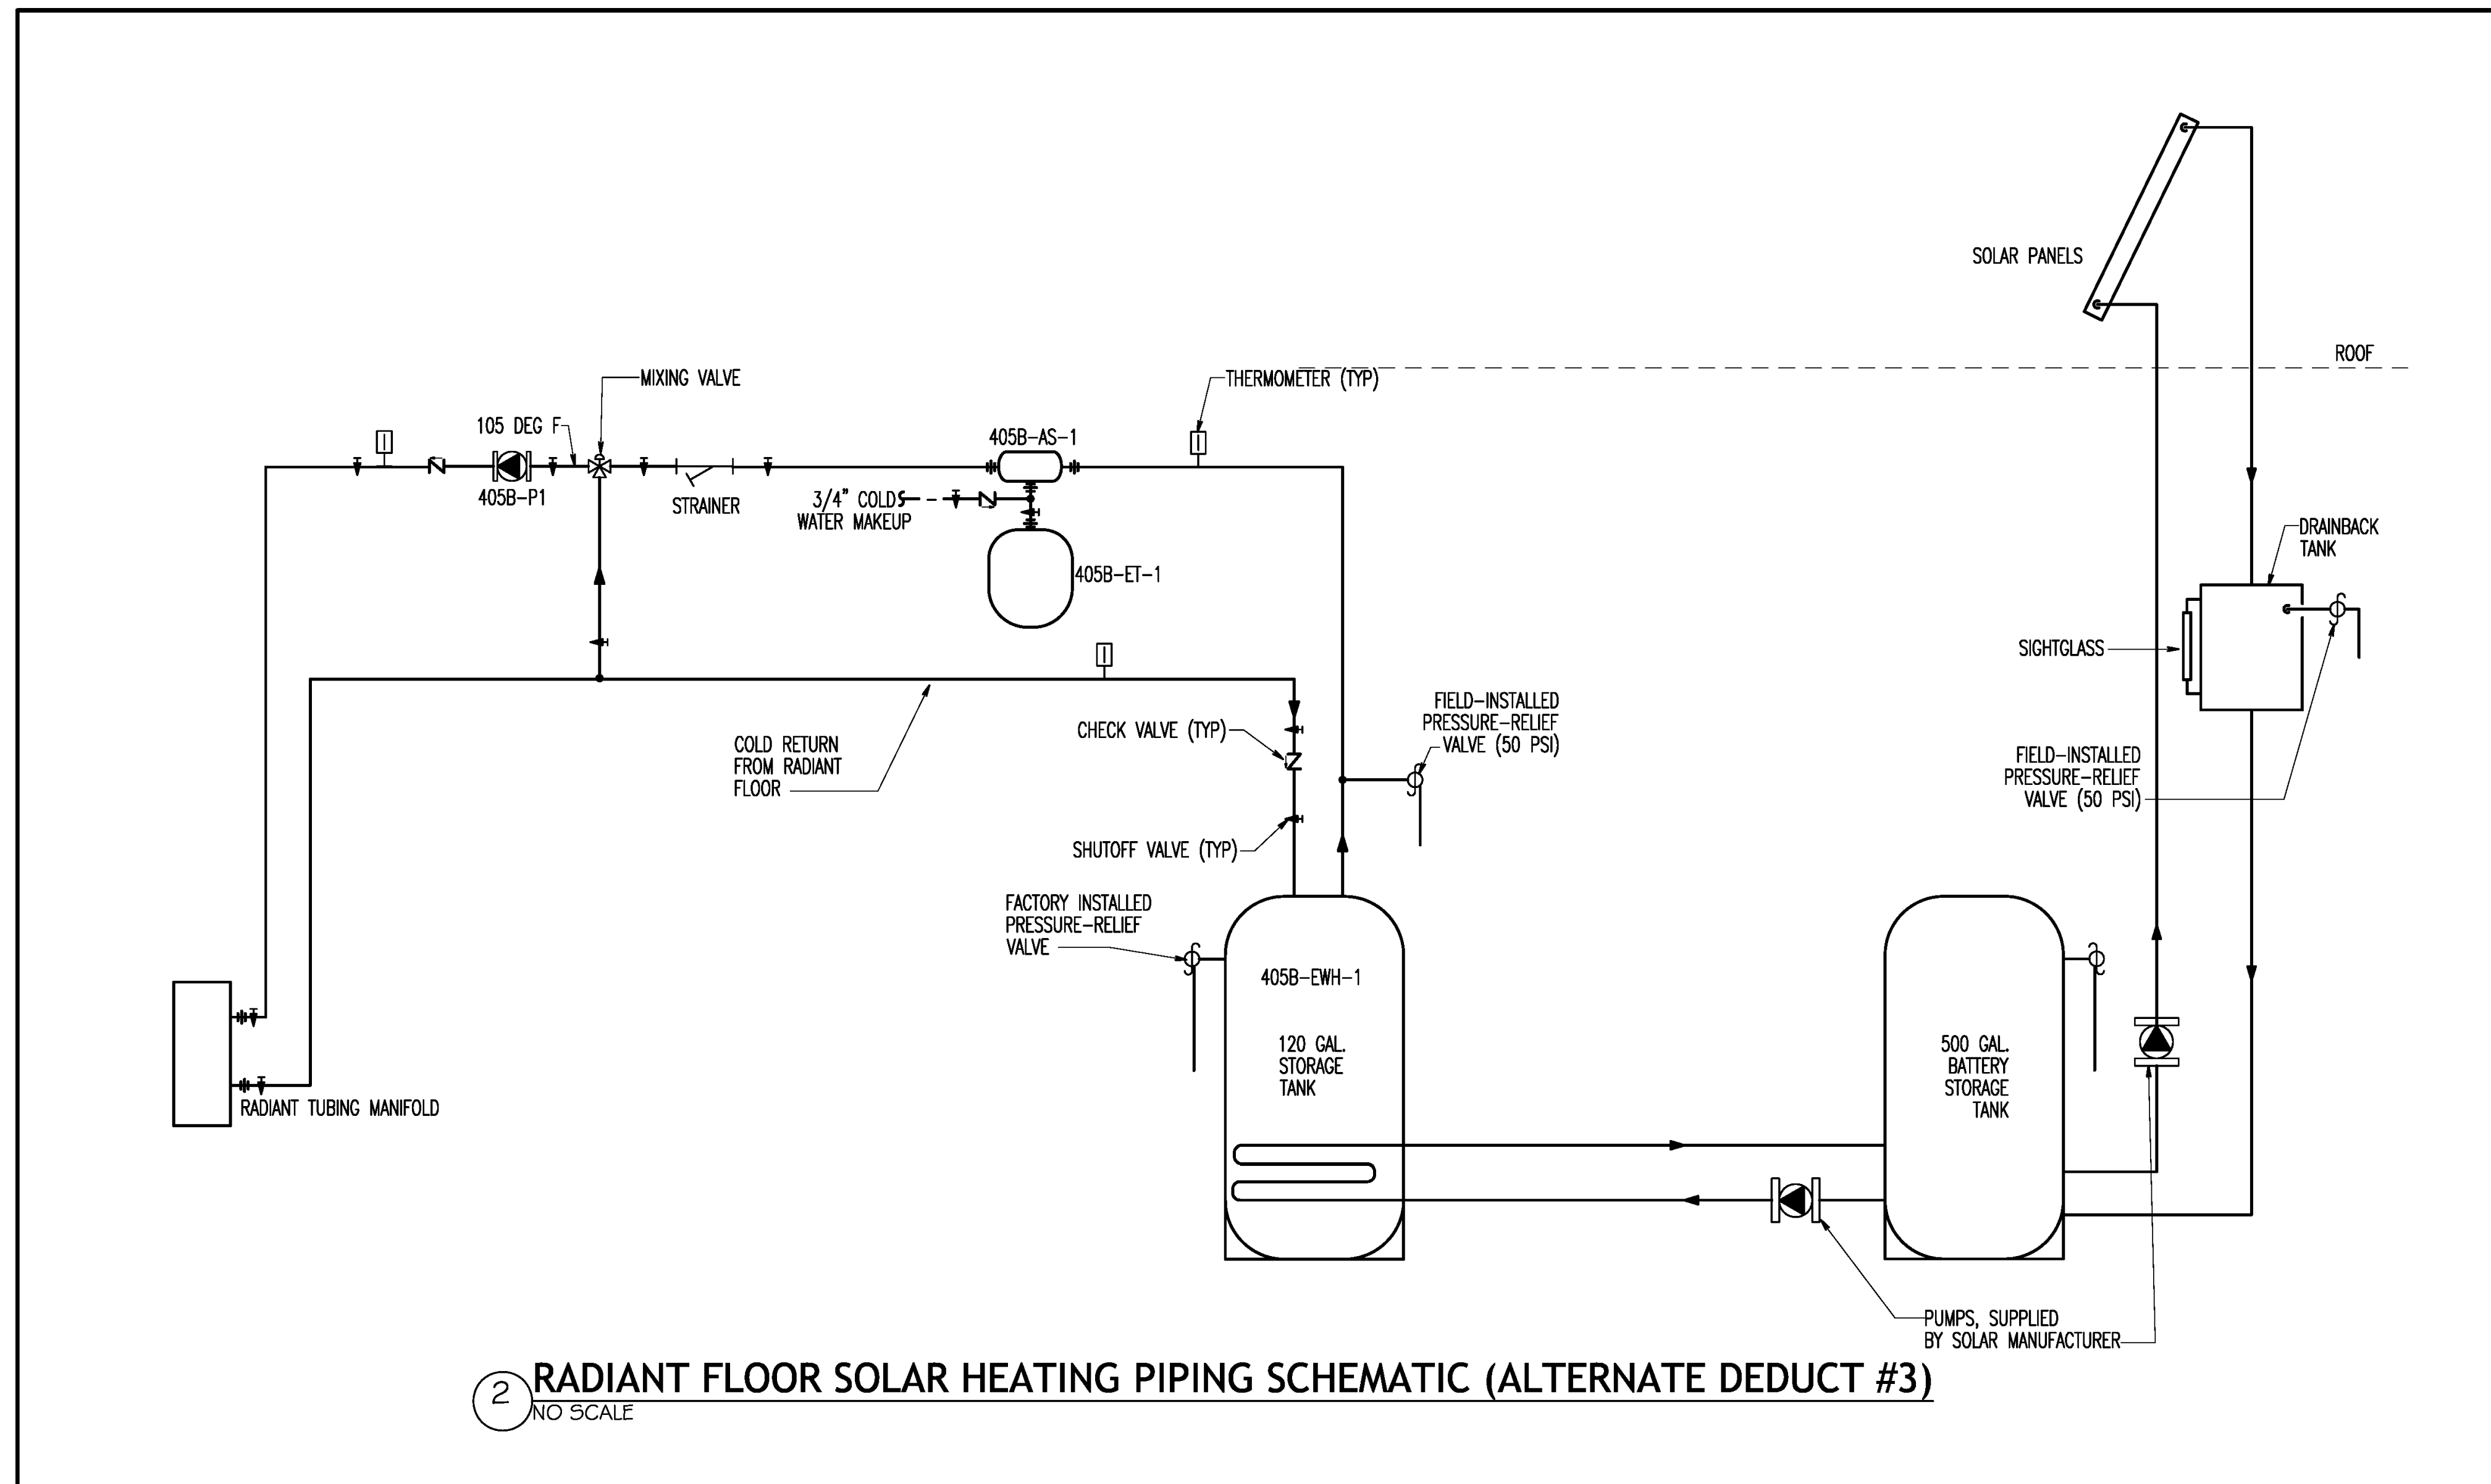 SOLAR PANELS
ROOF
MIXING VALVE
THERMOMETER (TYP)
105 DEG F
405B-AS-1
405B-P1
STRAINER
3/4" COLD
WATER MAKEUP
DRAINBACK
TANK
405B-ET-1
SIGHTGLASS
FIELD-INSTALLED
PRESSURE-RELIEF
VALVE (50 PSI)
CHECK VALVE (TYP)
COLD RETURN
FROM RADIANT
FLOOR
FIELD-INSTALLED
PRESSURE-RELIEF
VALVE (50 PSI)
SHUTOFF VALVE (TYP)
FACTORY INSTALLED
PRESSURE-RELIEF
VALVE
405B-EWH-1
120 GAL.
STORAGE
TANK
500 GAL.
BATTERY
STORAGE
TANK
RADIANT TUBING MANIFOLD
PUMPS, SUPPLIED
BY SOLAR MANUFACTURER
2
RADIANT FLOOR SOLAR HEATING PIPING SCHEMATIC (ALTERNATE DEDUCT #3)
NO SCALE